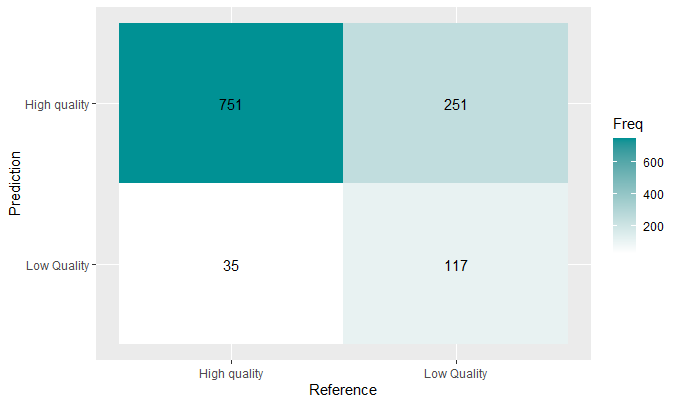 High quality
751
251
Freq
600
400
200
Prediction
Low Quality
35
117
High quality
Low Quality
Reference